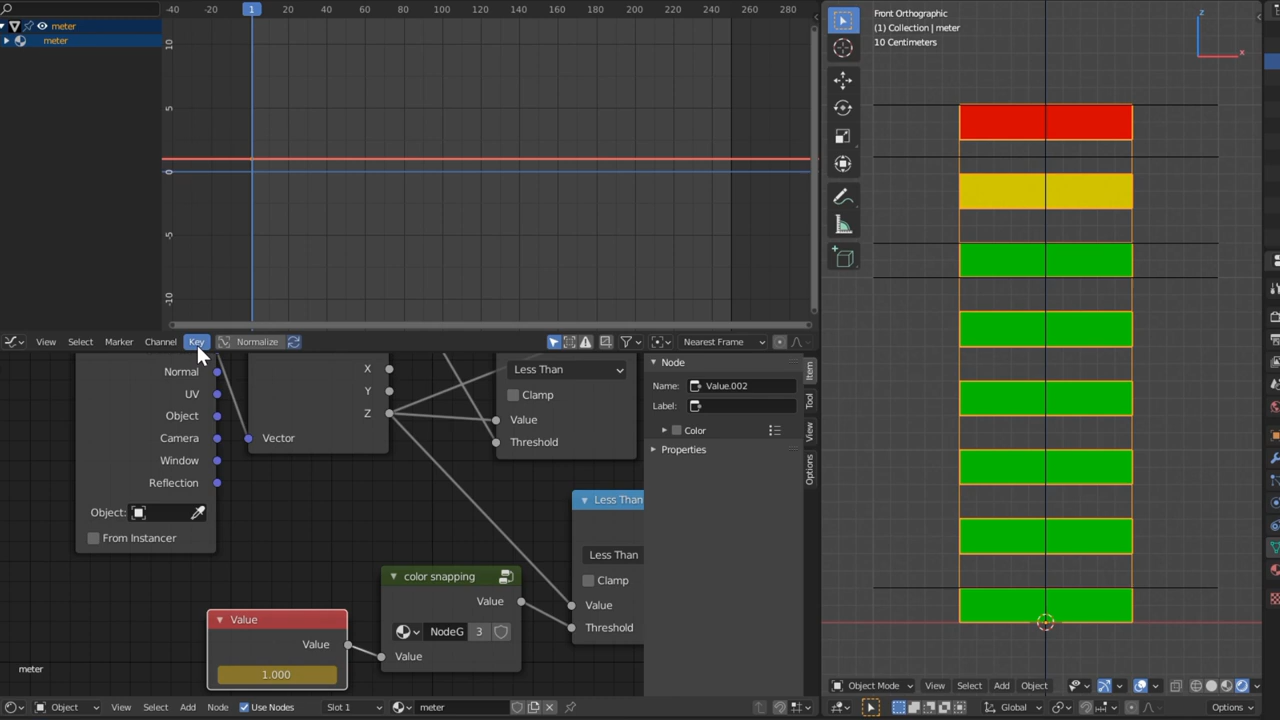 meter
meter
-40 -20 1 20 40 60 80 100 120 140 160 180 200 220 240 260 280
10
5
0
-5
-10
View Select Marker Channel Key Normalize Nearest Frame
Normal
UV
Object
Camera
Window
Reflection
Object:
From Instancer
X
Y
Z
Vector
Less Than
Clamp
Value
Threshold
Less Than
Less Than
Clamp
Value
Threshold
color snapping
Value
NodeG 3
Value
Value
Value
1.000
meter
Node
Name: Value.002
Label:
Color
Properties
Item
Tool
View
Options
Object View Select Add Node Use Nodes Slot 1 meter
Front Orthographic
(1) Collection | meter
10 Centimeters
z
x
Object Mode View Select Add Object
Global Options